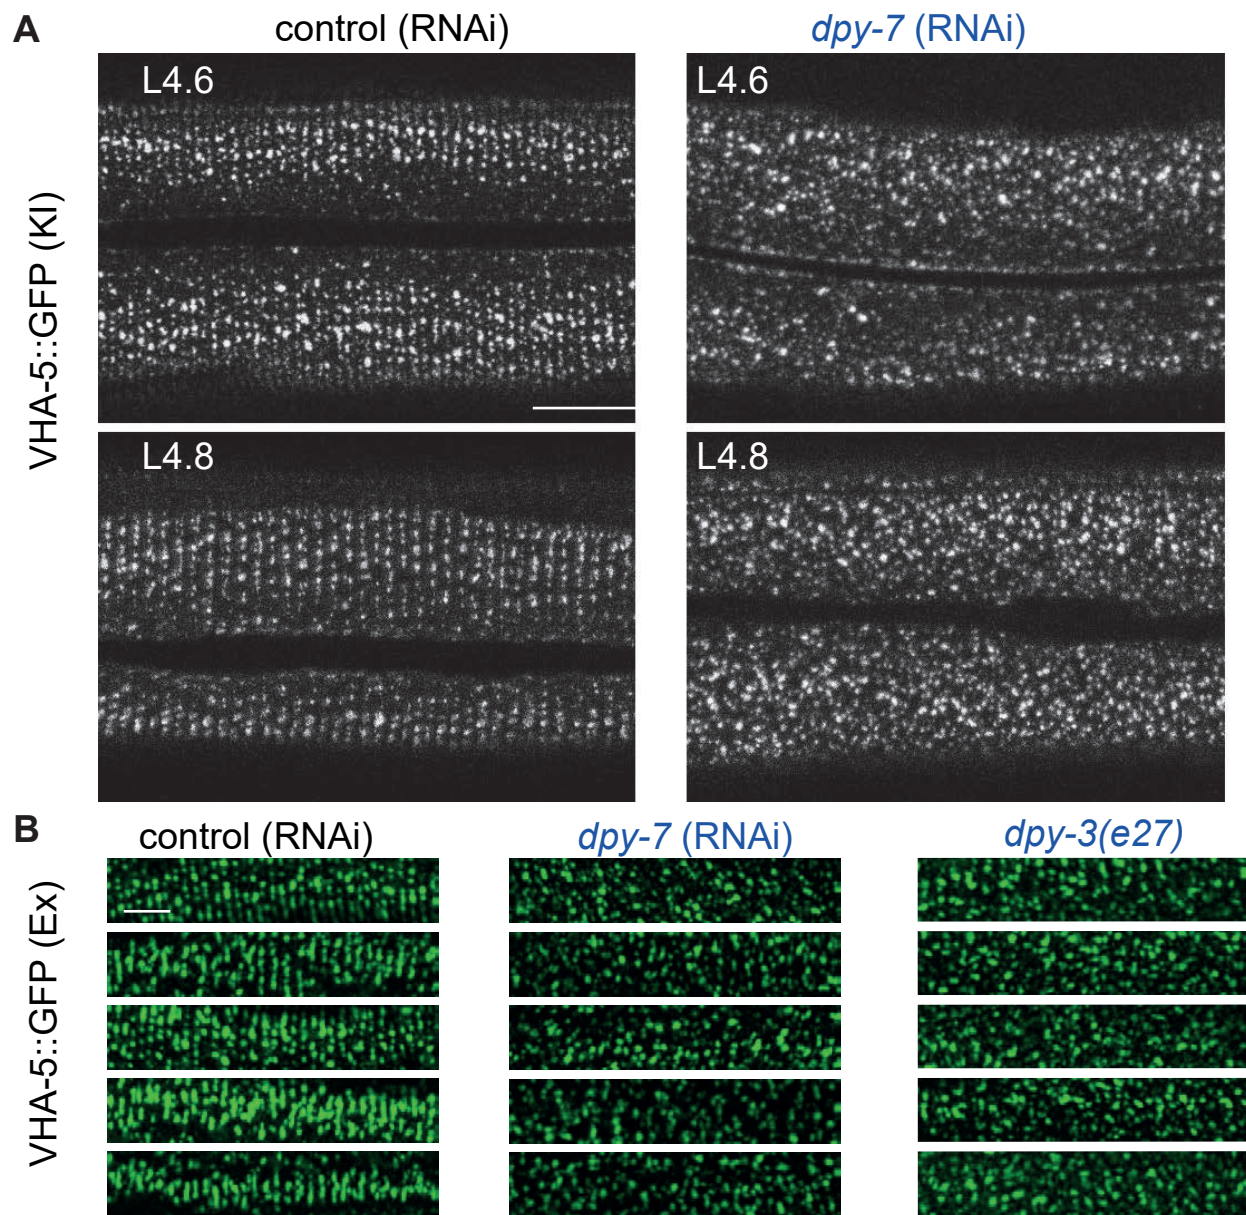 A
control (RNAi)
dpy-7 (RNAi)
VHA-5::GFP (KI)
L4.6
L4.6
L4.8
L4.8
B
control (RNAi)
dpy-7 (RNAi)
dpy-3(e27)
VHA-5::GFP (Ex)